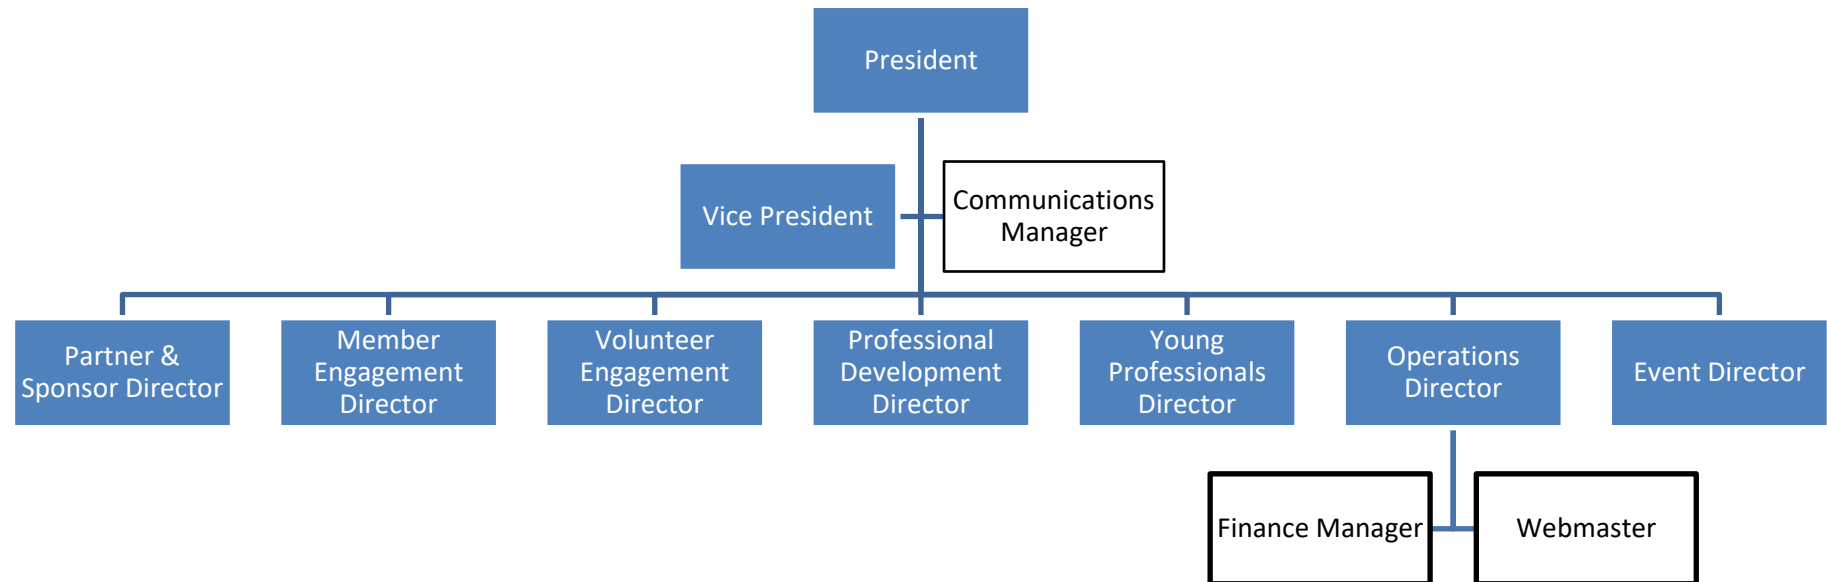 President
Vice President
Communications
Manager
Partner &
Sponsor Director
Member
Engagement
Director
Volunteer
Engagement
Director
Professional
Development
Director
Young
Professionals
Director
Operations
Director
Event Director
Finance Manager
Webmaster